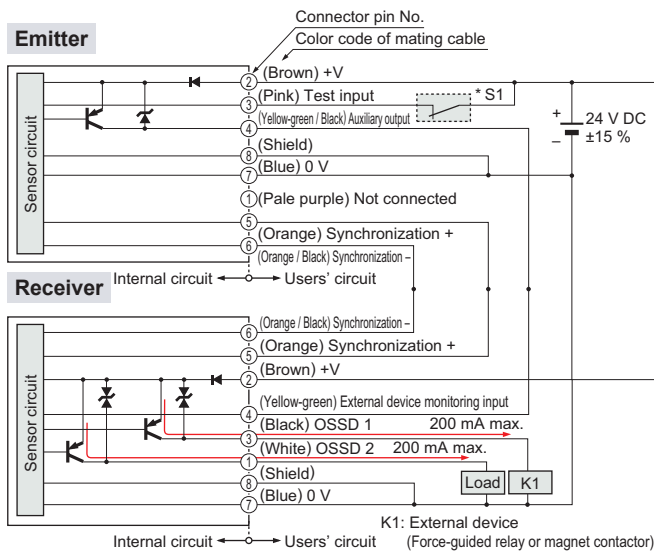 Connector pin No.
Color code of mating cable
Emitter
Sensor circuit
2 (Brown) +V
3 (Pink) Test input
* S1
4 (Yellow-green / Black) Auxiliary output
+
24 V DC
–
±15 %
8 (Shield)
7 (Blue) 0 V
1 (Pale purple) Not connected
5
(Orange) Synchronization +
6
(Orange / Black) Synchronization –
Internal circuit
Users' circuit
Receiver
Sensor circuit
(Orange / Black) Synchronization –
6
(Orange) Synchronization +
5
(Brown) +V
2
(Yellow-green) External device monitoring input
4
(Black) OSSD 1 200 mA max.
3
(White) OSSD 2 200 mA max.
1
(Shield)
8
Load
K1
(Blue) 0 V
7
K1: External device
(Force-guided relay or magnet contactor)
Internal circuit
Users' circuit